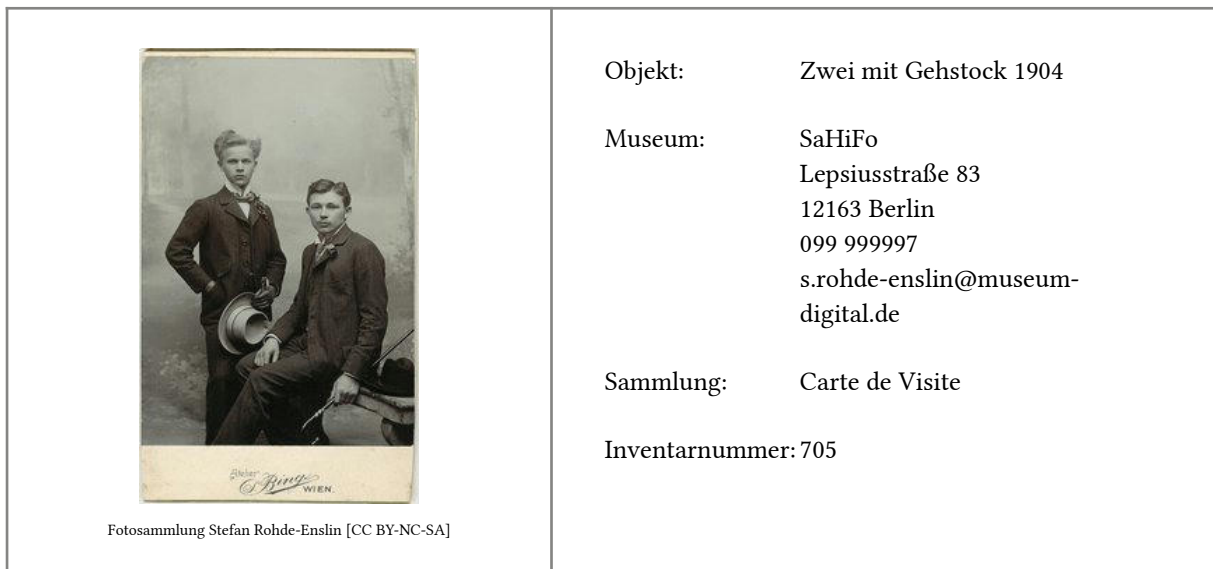 Atelier
S. Ring
WIEN.
Fotosammlung Stefan Rohde-Enslin [CC BY-NC-SA]
Objekt: Zwei mit Gehstock 1904
Museum: SaHiFo
Lepsiusstraße 83
12163 Berlin
099 999997
s.rohde-enslin@museum-
digital.de
Sammlung: Carte de Visite
Inventarnummer: 705